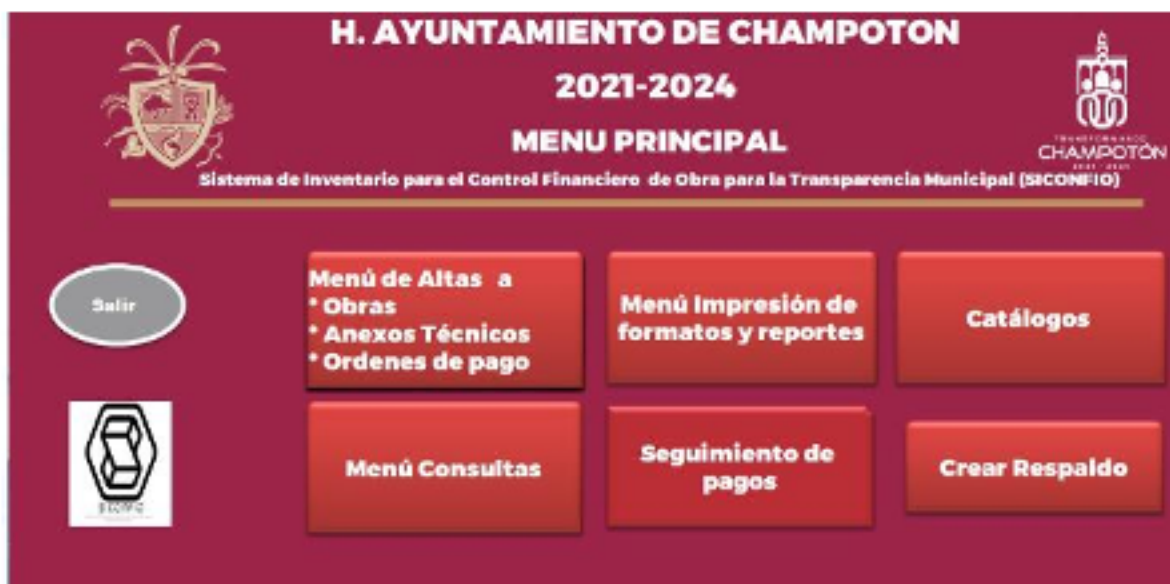 H. AYUNTAMIENTO DE CHAMPOTON
2021-2024
MENU PRINCIPAL
TRANSFORMANDO
CHAMPOTÓN
Sistema de Inventario para el Control Financiero de Obra para la Transparencia Municipal (SICONFIO)
Salir
Menú de Altas a
* Obras
* Anexos Técnicos
* Ordenes de pago
Menú Impresión de
formatos y reportes
Catálogos
Menú Consultas
Seguimiento de
pagos
Crear Respaldo